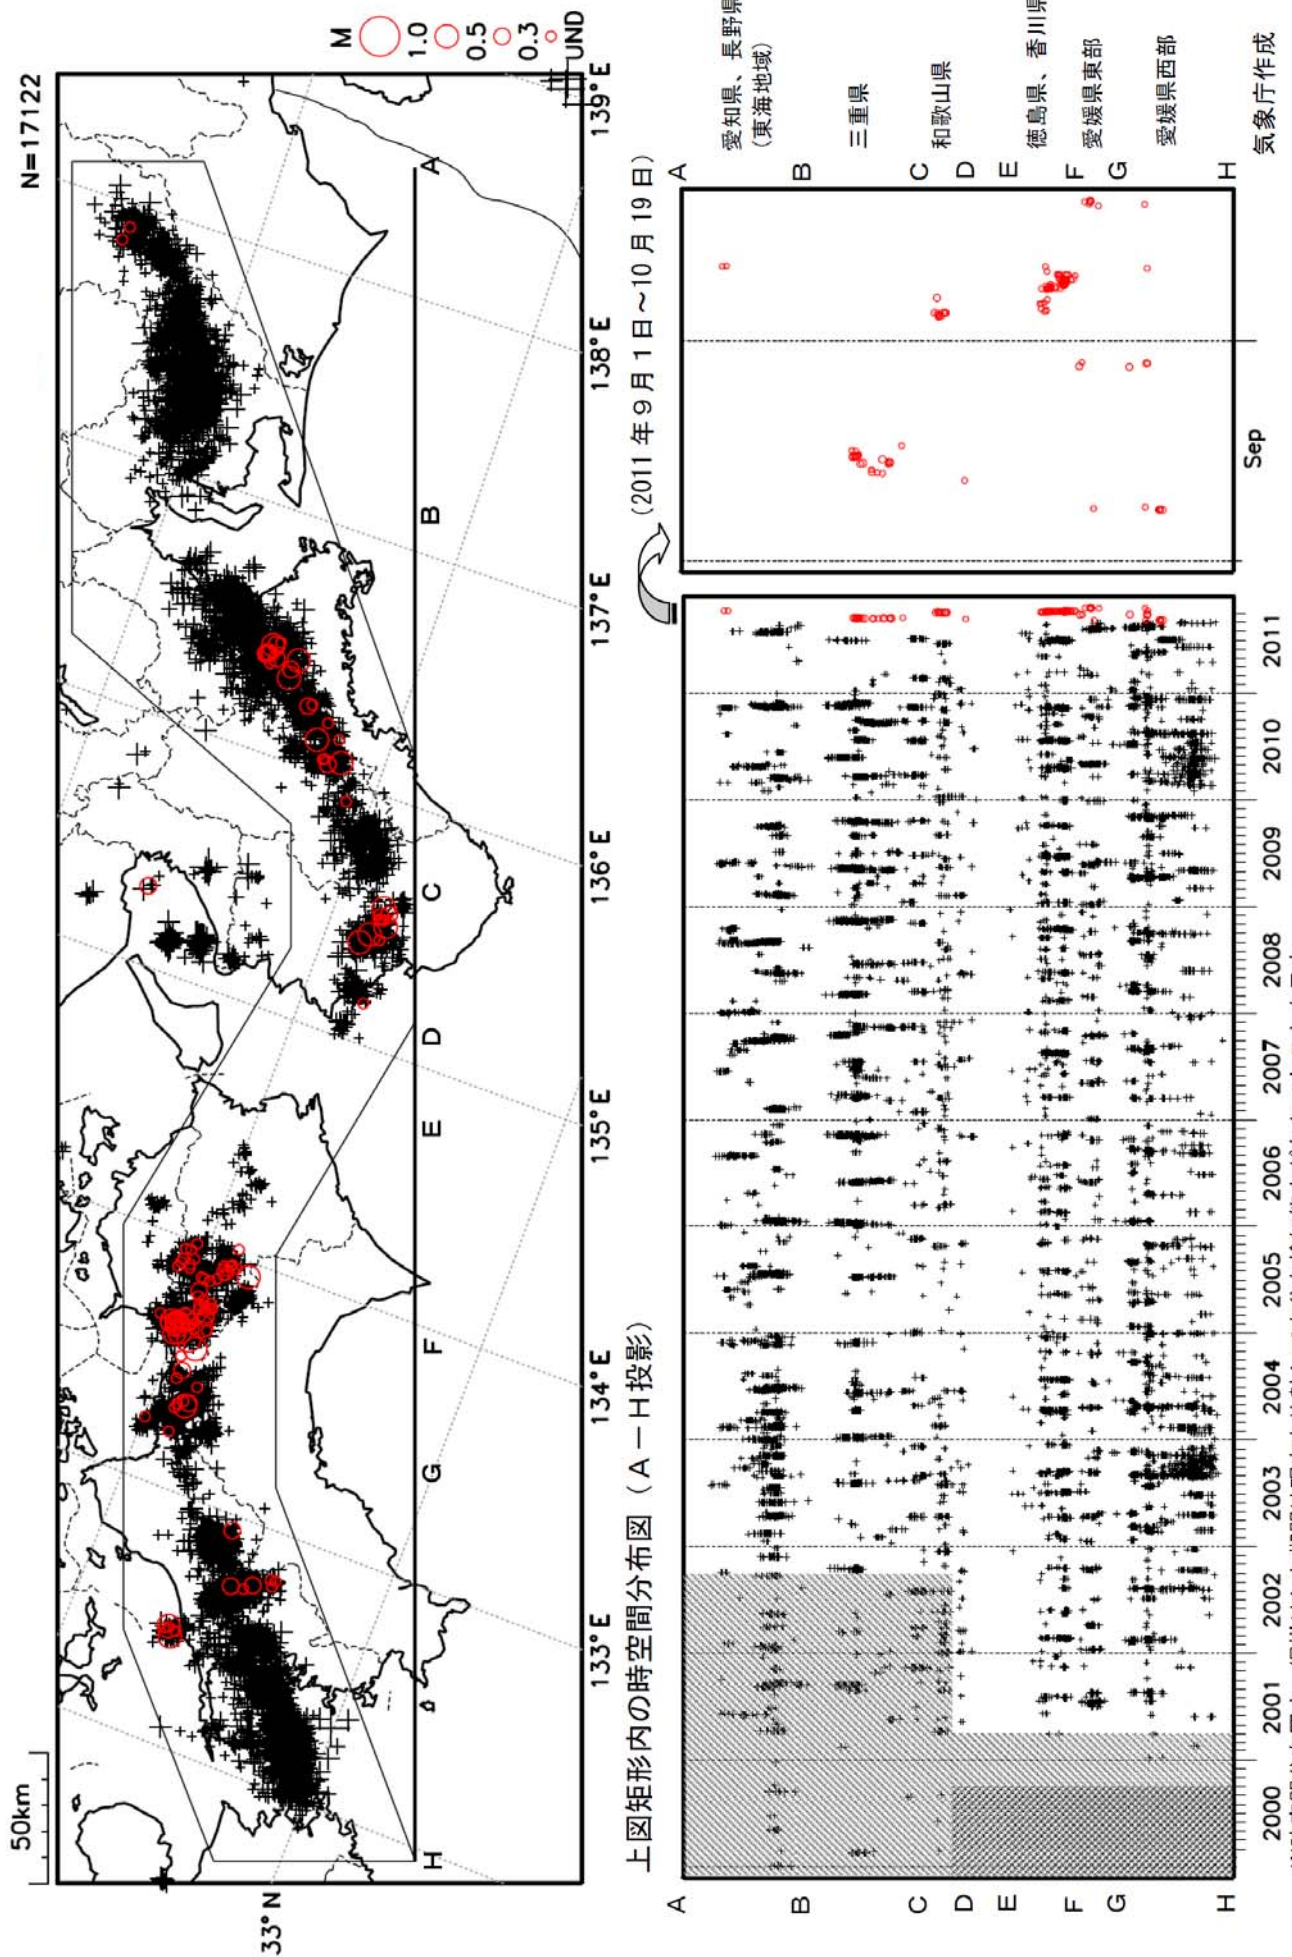 N=17122
M
1.0
0.5
0.3
UND
50km
33°N
133°E
134°E
135°E
136°E
137°E
138°E
139°E
H
G
F
E
D
C
B
A
上図矩形内の時空間分布図（A－H投影）
(2011年9月1日～10月19日)
A
B
C
D
E
F
G
H
2000
2001
2002
2003
2004
2005
2006
2007
2008
2009
2010
2011
Sep
A
B
C
D
E
F
G
H
愛知県、長野県
(東海地域)
三重県
和歌山県
徳島県、香川県
愛媛県東部
愛媛県西部
気象庁作成